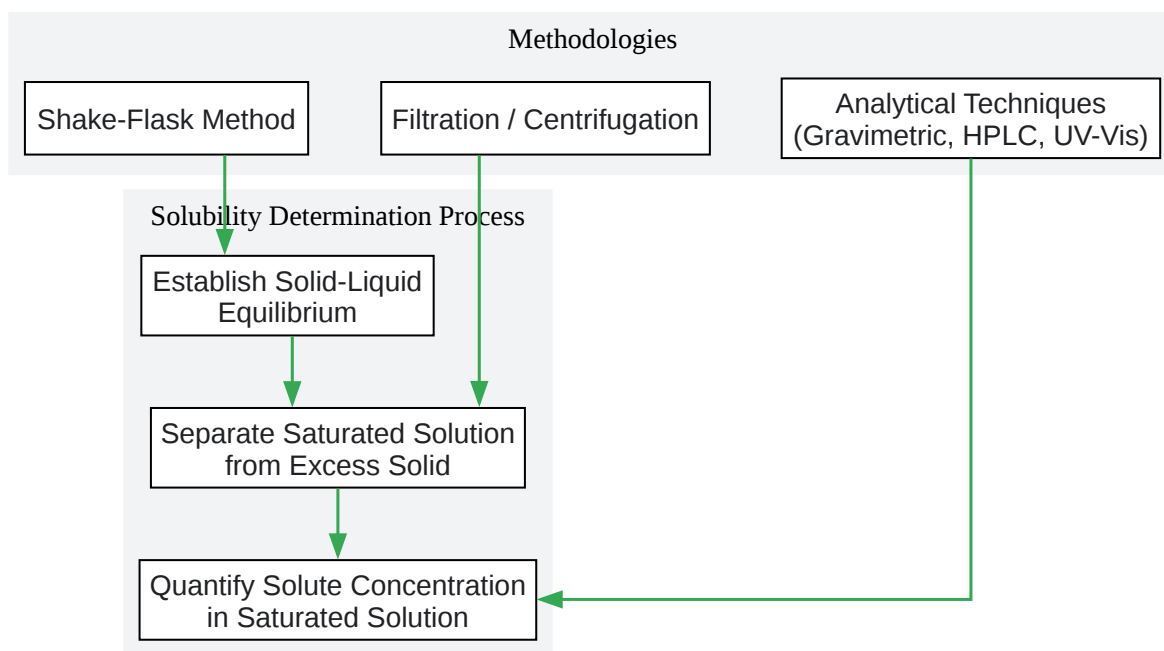 Methodologies
Shake-Flask Method
Filtration / Centrifugation
Analytical Techniques
(Gravimetric, HPLC, UV-Vis)
Solubility Determination Process
Establish Solid-Liquid
Equilibrium
Separate Saturated Solution
from Excess Solid
Quantify Solute Concentration
in Saturated Solution